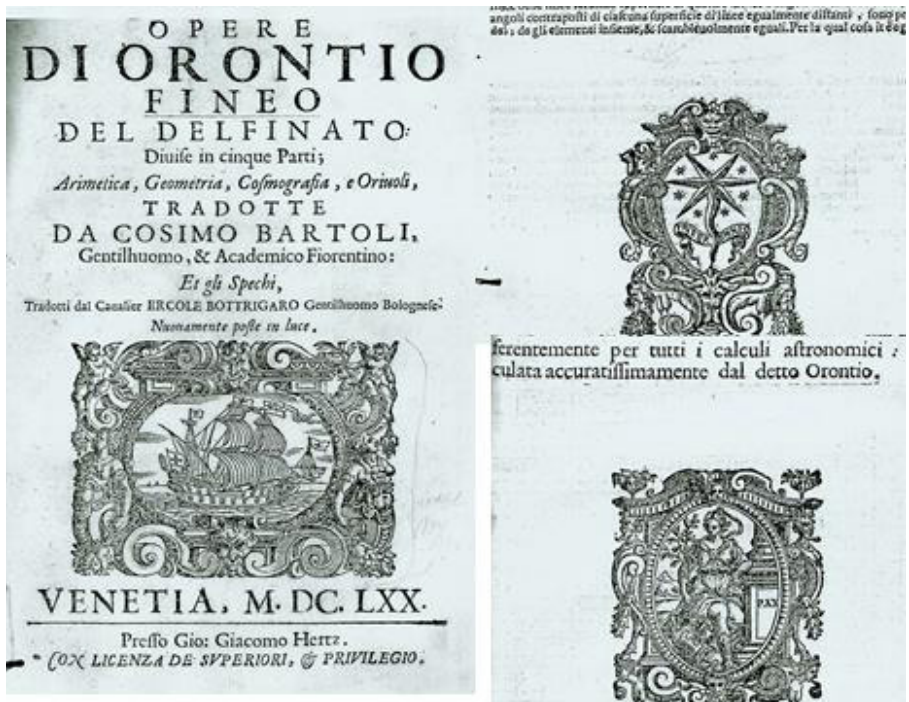 OPERE
DI ORONTIO
FINEO
DEL DELFINATO:
Diuiſe in cinque Parti;
Arimetica, Geometria, Coſmografia, e Oriuoli,
TRADOTTE
DA COSIMO BARTOLI,
Gentilhuomo, & Academico Fiorentino:
Et gli Spechi,
Tradotti dal Caualier ERCOLE BOTTRIGARO Gentilhuomo Bologneſe.
Nuouamente poſte in luce.
VENETIA, M. DC. LXX.
Preſſo Gio: Giacomo Hertz.
CON LICENZA DE SVPERIORI, & PRIVILEGIO.
angoli contrapoſti di ciaſcuna ſuperficie di linee egualmente diſtanti, ſono
de gli elementi inſieme, & ſcambieuolmente eguali. Per la qual coſa
ferentemente per tutti i calculi aſtronomici:
culata accuratiſſimamente dal detto Orontio.
PAX